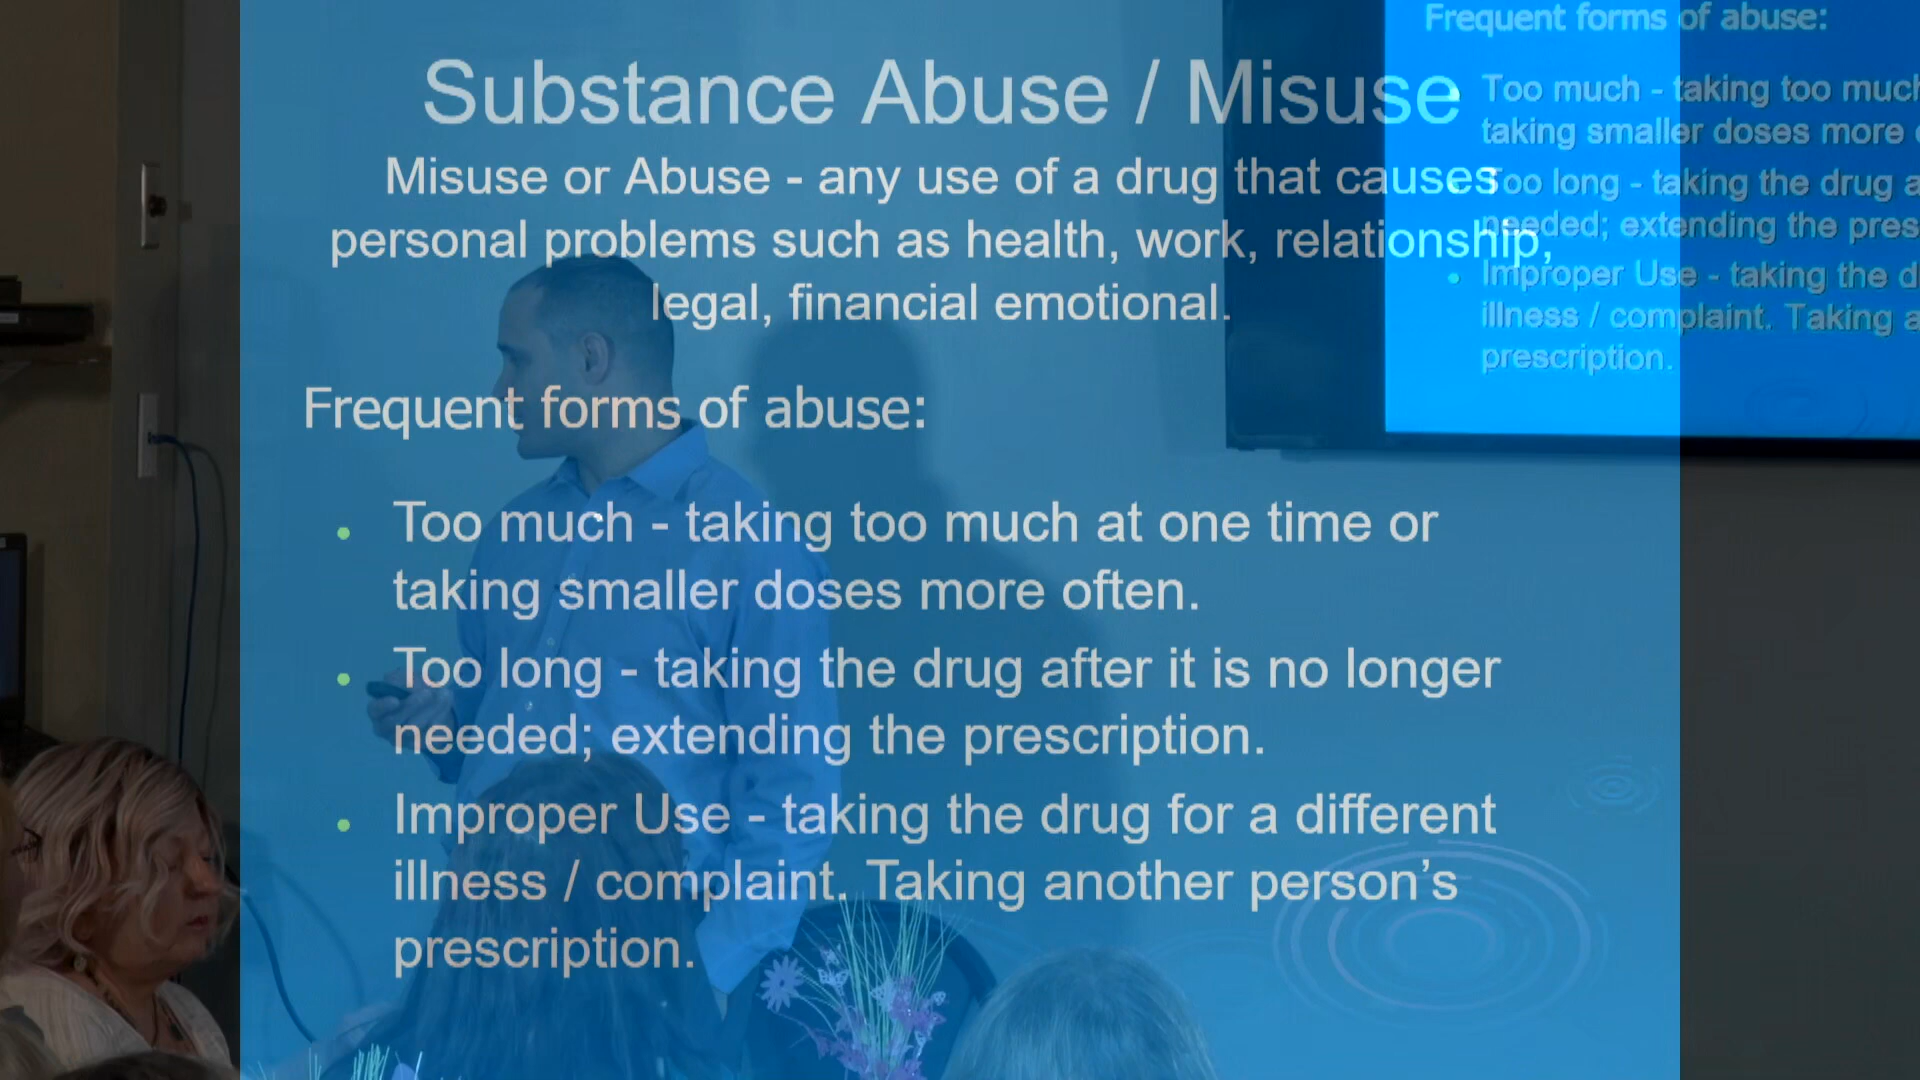 Substance Abuse / Misuse
Misuse or Abuse - any use of a drug that causes
personal problems such as health, work, relationship,
legal, financial emotional.
Frequent forms of abuse:
Too much - taking too much at one time or
taking smaller doses more often.
Too long - taking the drug after it is no longer
needed; extending the prescription.
Improper Use - taking the drug for a different
illness / complaint. Taking another person’s
prescription.
Frequent forms of abuse:
Too much - taking too much
taking smaller doses more
Too long - taking the drug
needed; extending the
Improper Use - taking the
illness / complaint. Taking
prescription.